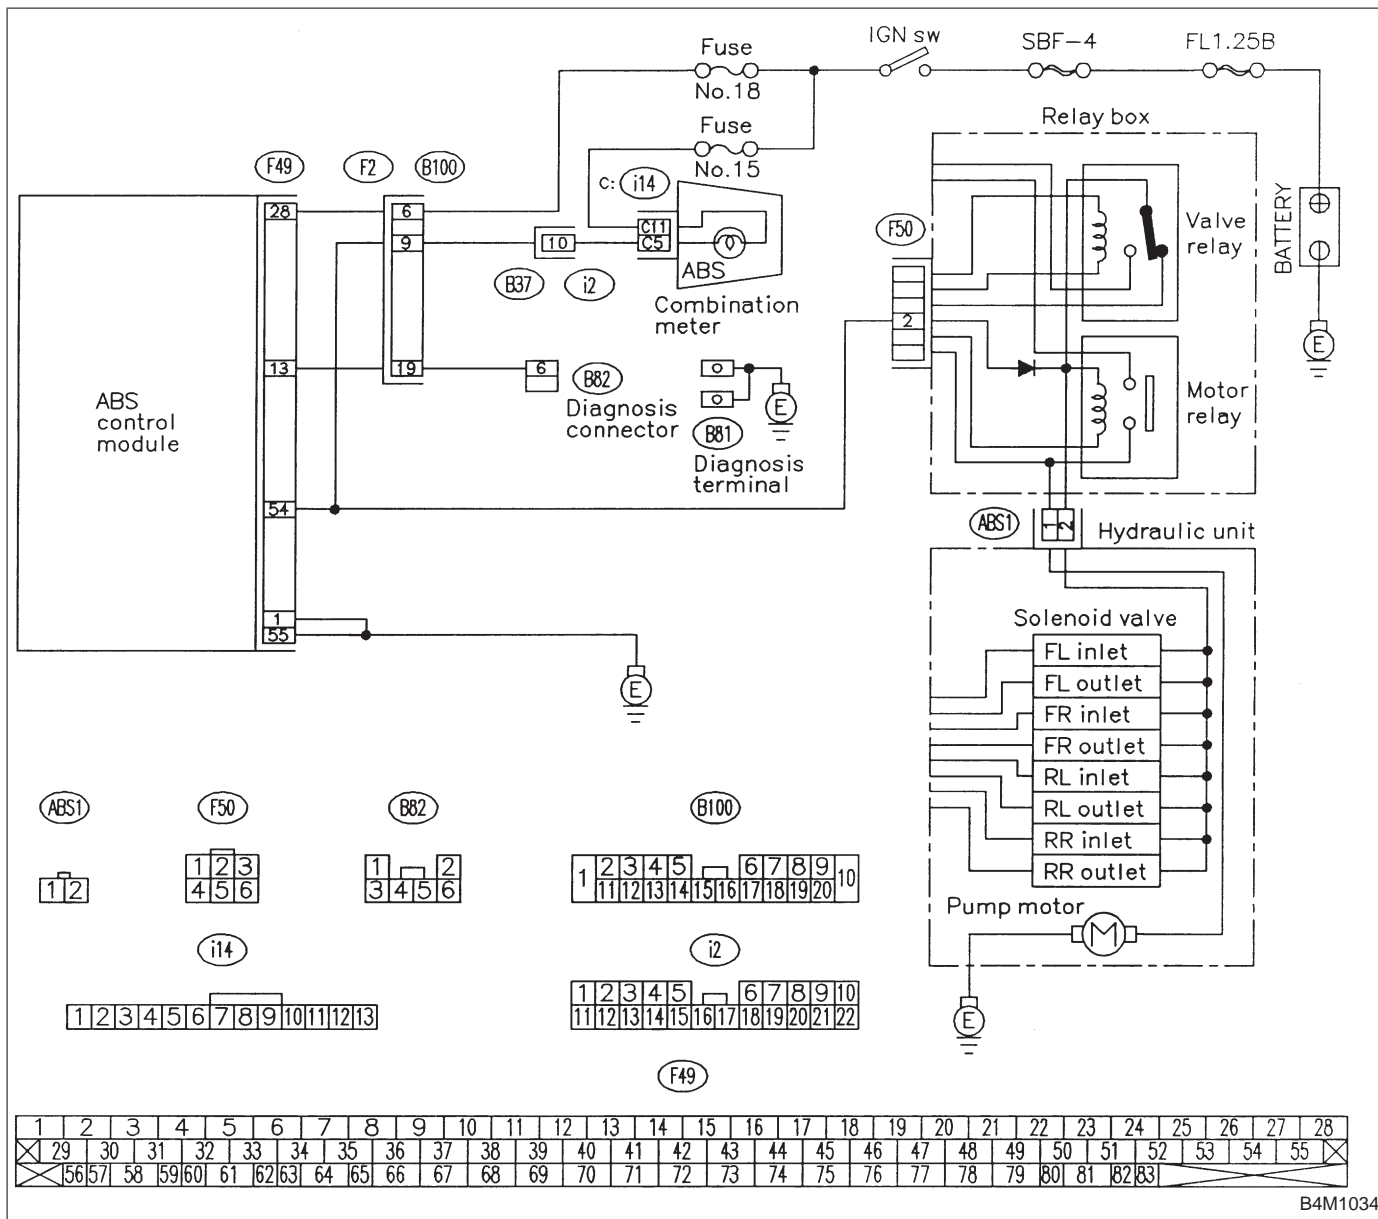 IGN sw
SBF-4
FL1.25B
Fuse
No.18
Fuse
No.15
Relay box
F49
F2
B100
C: i14
28
6
C11
9
10
C5
ABS
B37
i2
Combination
meter
F50
2
Valve
relay
BATTERY
E
13
19
6
B82
Diagnosis
connector
E
B81
Diagnosis
terminal
Motor
relay
ABS
control
module
54
1
55
E
ABS1
1
2
Hydraulic unit
Solenoid valve
FL inlet
FL outlet
FR inlet
FR outlet
RL inlet
RL outlet
RR inlet
RR outlet
Pump motor
M
E
ABS1
1 2
F50
1 2 3
4 5 6
B82
1 2
3 4 5 6
B100
1 2 3 4 5 6 7 8 9 10
11 12 13 14 15 16 17 18 19 20
i14
1 2 3 4 5 6 7 8 9 10 11 12 13
i2
1 2 3 4 5 6 7 8 9 10
11 12 13 14 15 16 17 18 19 20 21 22
F49
1 2 3 4 5 6 7 8 9 10 11 12 13 14 15 16 17 18 19 20 21 22 23 24 25 26 27 28
29 30 31 32 33 34 35 36 37 38 39 40 41 42 43 44 45 46 47 48 49 50 51 52 53 54 55
56 57 58 59 60 61 62 63 64 65 66 67 68 69 70 71 72 73 74 75 76 77 78 79 80 81 82 83
B4M1034